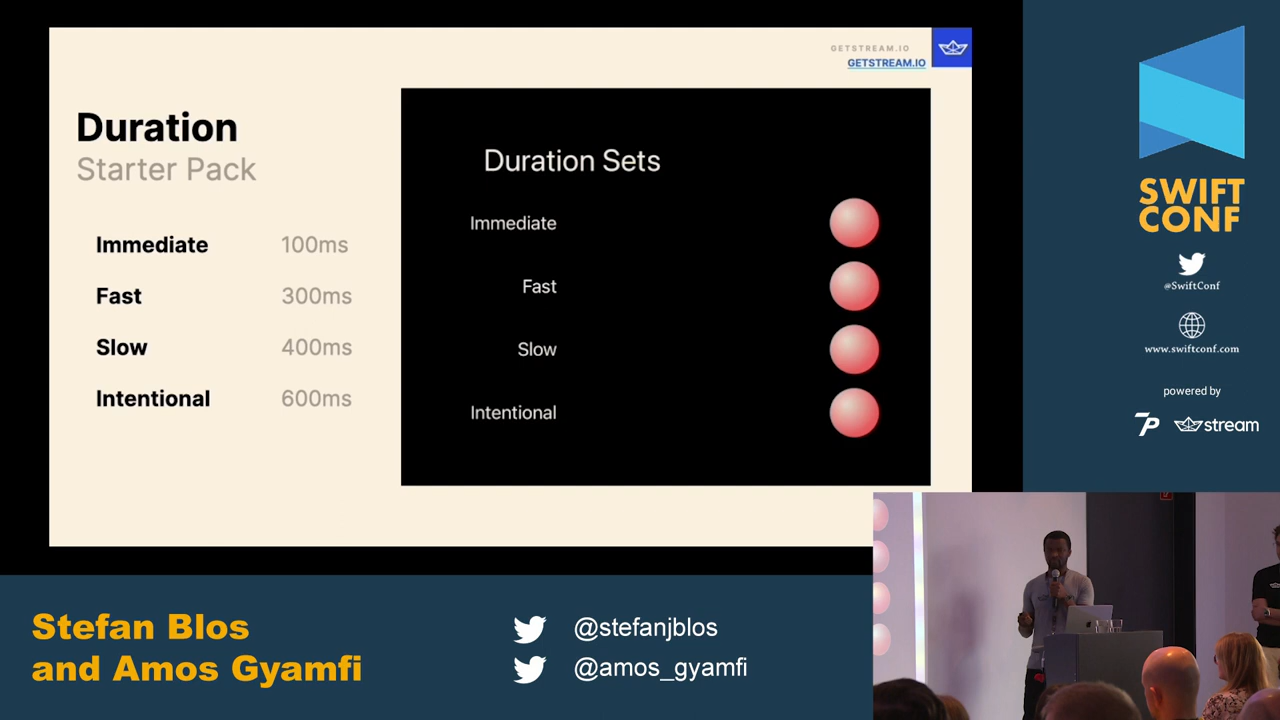 GETSTREAM.IO
GETSTREAM.IO
Duration
Starter Pack
Immediate 100ms
Fast 300ms
Slow 400ms
Intentional 600ms
Duration Sets
Immediate
Fast
Slow
Intentional
SWIFT
CONF
@SwiftConf
www.swiftconf.com
powered by
7P
stream
Stefan Blos
and Amos Gyamfi
@stefanjblos
@amos_gyamfi